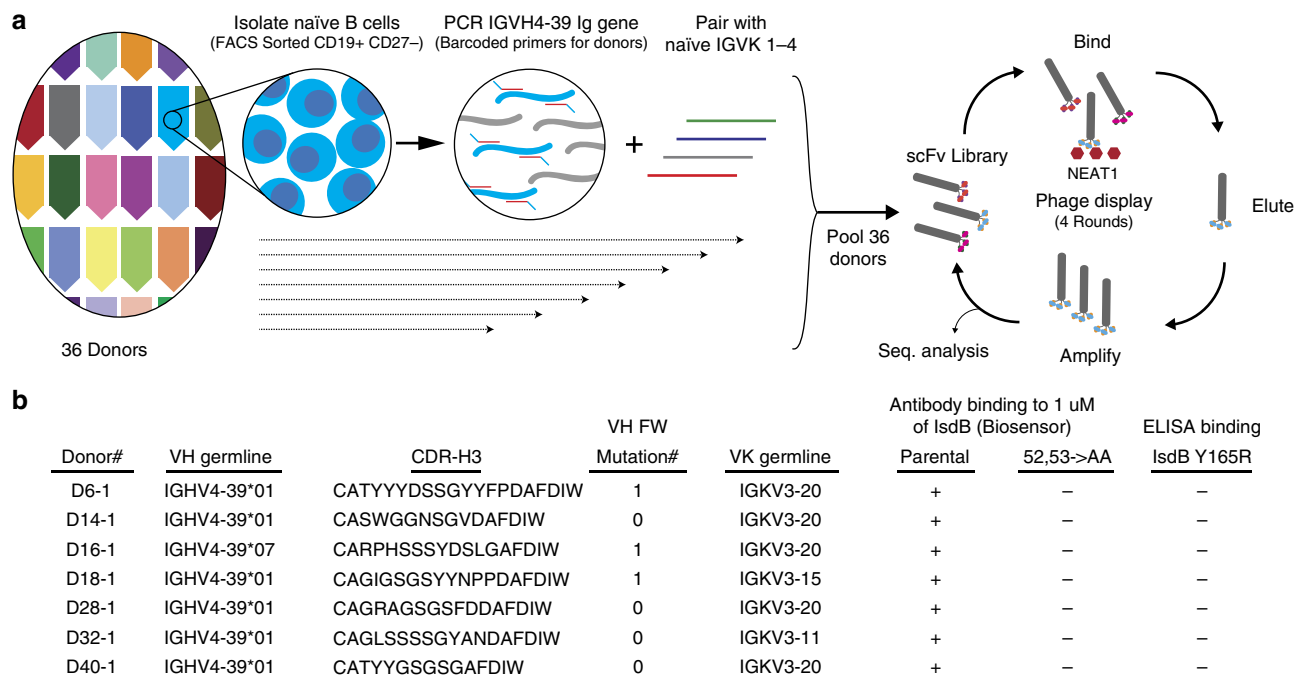 a
Isolate naïve B cells
(FACS Sorted CD19+ CD27–)
PCR IGVH4-39 Ig gene
(Barcoded primers for donors)
Pair with
naïve IGVK 1–4
+
36 Donors
Pool 36
donors
scFv Library
Bind
NEAT1
Phage display
(4 Rounds)
Elute
Amplify
Seq. analysis
b
Antibody binding to 1 uM
VH FW of IsdB (Biosensor) ELISA binding
Donor# VH germline CDR-H3 Mutation# VK germline Parental 52,53->AA IsdB Y165R
D6-1 IGHV4-39*01 CATYYYDSSGYYFPDAFDIW 1 IGKV3-20 + – –
D14-1 IGHV4-39*01 CASWGGNSGVDAFDIW 0 IGKV3-20 + – –
D16-1 IGHV4-39*07 CARPHSSSYDSLGAFDIW 1 IGKV3-20 + – –
D18-1 IGHV4-39*01 CAGIGSGSYYNPPDAFDIW 1 IGKV3-15 + – –
D28-1 IGHV4-39*01 CAGRAGSGSFDDAFDIW 0 IGKV3-20 + – –
D32-1 IGHV4-39*01 CAGLSSSSGYANDAFDIW 0 IGKV3-11 + – –
D40-1 IGHV4-39*01 CATYYGSGSGAFDIW 0 IGKV3-20 + – –